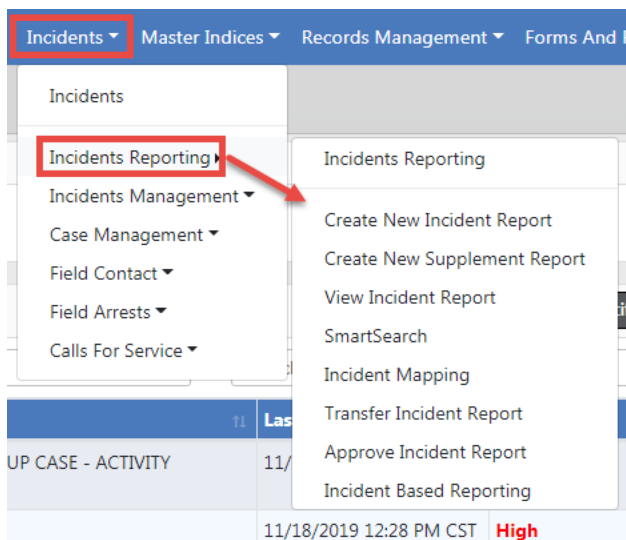 Incidents Master Indices Records Management Forms And
Incidents
Incidents Reporting
Incidents Management
Case Management
Field Contact
Field Arrests
Calls For Service
Incidents Reporting
Create New Incident Report
Create New Supplement Report
View Incident Report
SmartSearch
Incident Mapping
Transfer Incident Report
Approve Incident Report
Incident Based Reporting
Las
UP CASE - ACTIVITY 11/
11/18/2019 12:28 PM CST High